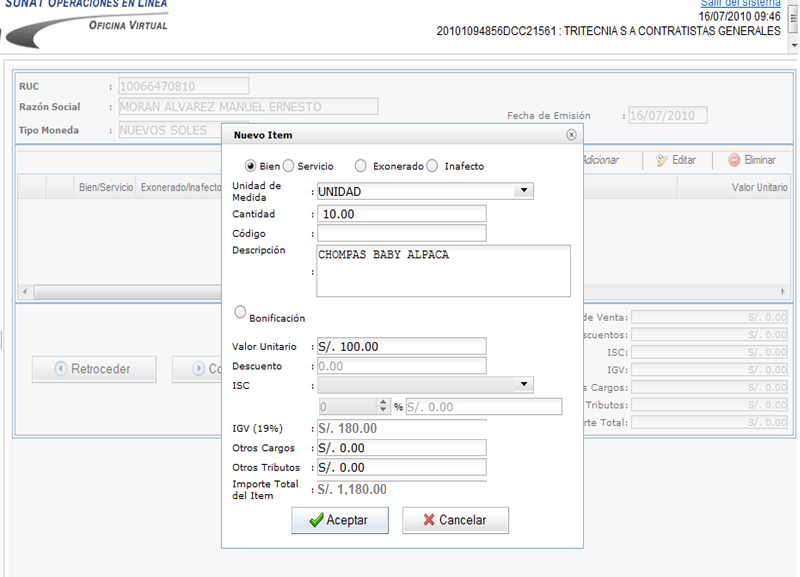 SUNAT OPERACIONES EN LINEA
OFICINA VIRTUAL
Salir del sistema
16/07/2010 09:46
20101094856DCC21561 : TRITECNIA S A CONTRATISTAS GENERALES
RUC : 10066470810
Razón Social : MORAN ALVAREZ MANUEL ERNESTO
Fecha de Emisión : 16/07/2010
Tipo Moneda : NUEVOS SOLES
Adicionar Editar Eliminar
Bien/Servicio Exonerado/Inafecto Valor Unitario
Nuevo Item
Bien Servicio Exonerado Inafecto
Unidad de
Medida : UNIDAD
Cantidad : 10.00
Código :
Descripción : CHOMPAS BABY ALPACA
Bonificación
Valor Unitario : S/. 100.00
Descuento : 0.00
ISC :
0 % S/. 0.00
IGV (19%) : S/. 180.00
Otros Cargos : S/. 0.00
Otros Tributos : S/. 0.00
Importe Total
del Item : S/. 1,180.00
Aceptar Cancelar
Retroceder Co
de Venta: S/. 0.00
scuentos: S/. 0.00
ISC: S/. 0.00
IGV: S/. 0.00
s Cargos: S/. 0.00
Tributos: S/. 0.00
rte Total: S/. 0.00